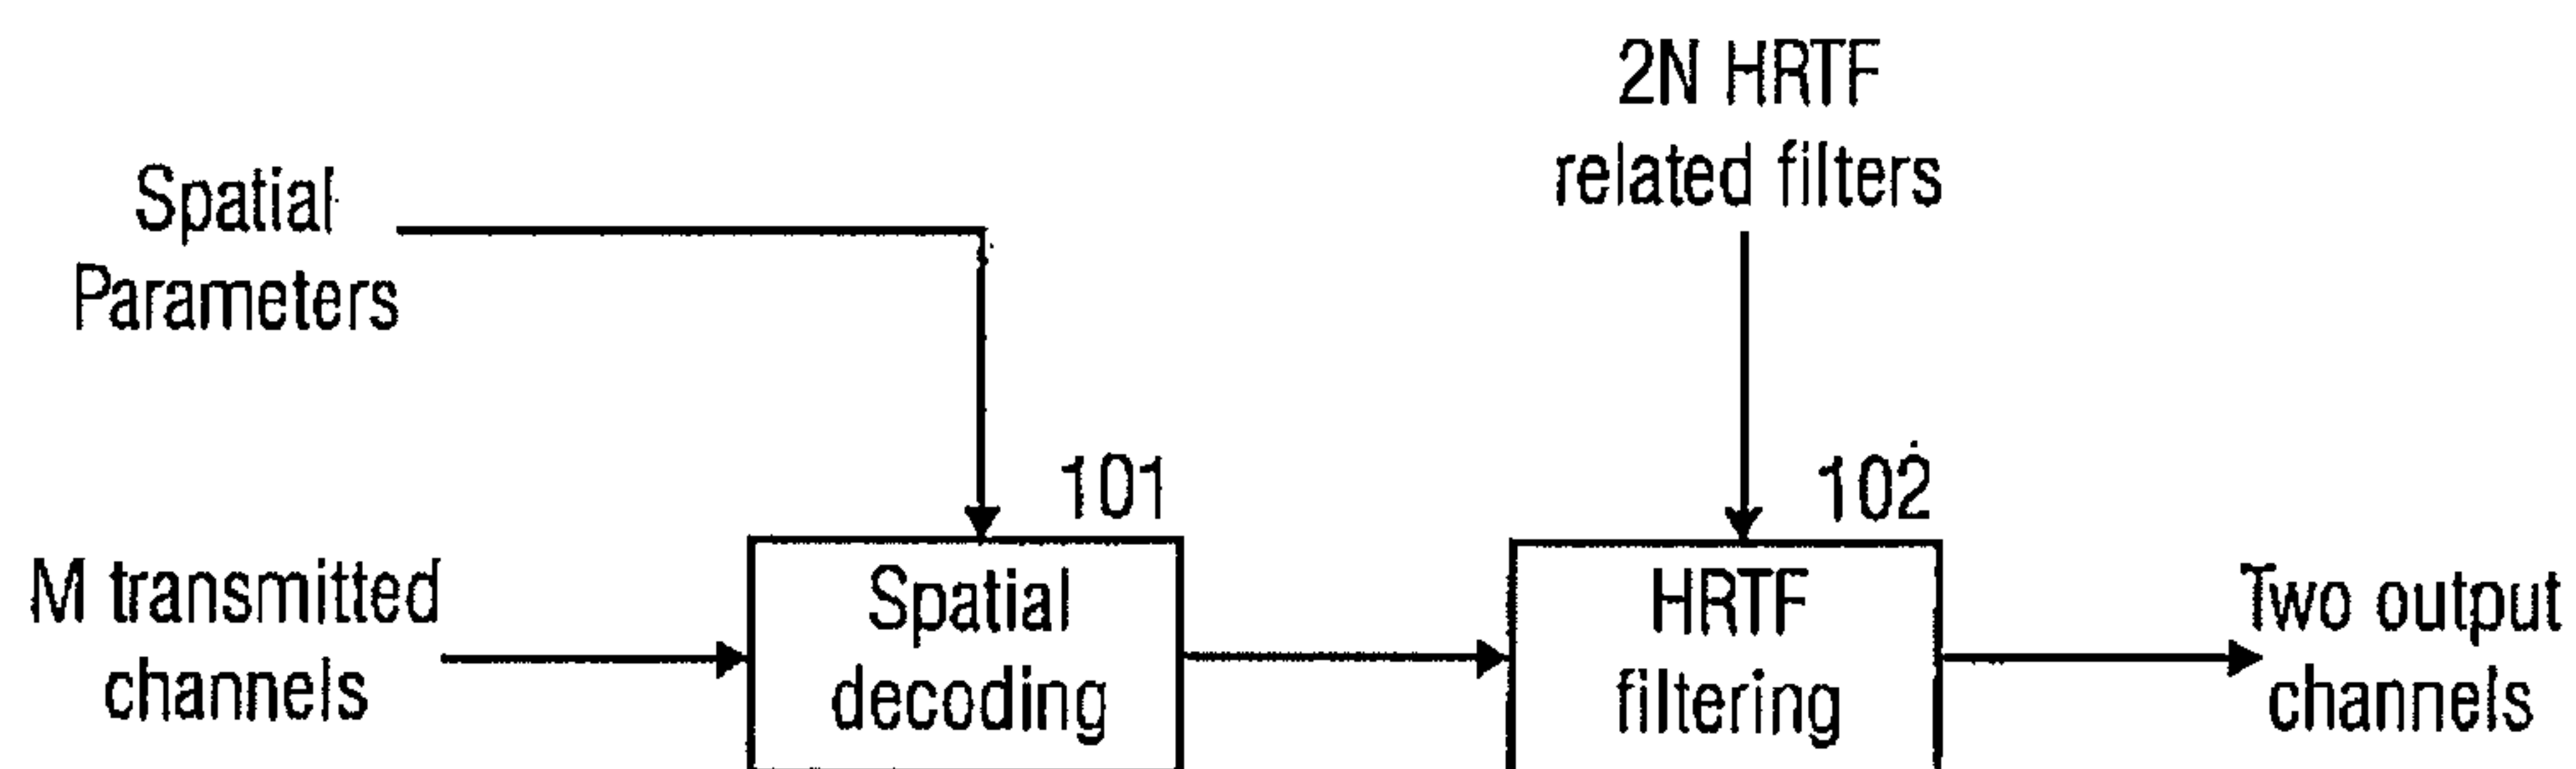 2N HRTF
related filters
Spatial
Parameters
101
102
M transmitted
channels
Spatial
decoding
HRTF
filtering
Two output
channels